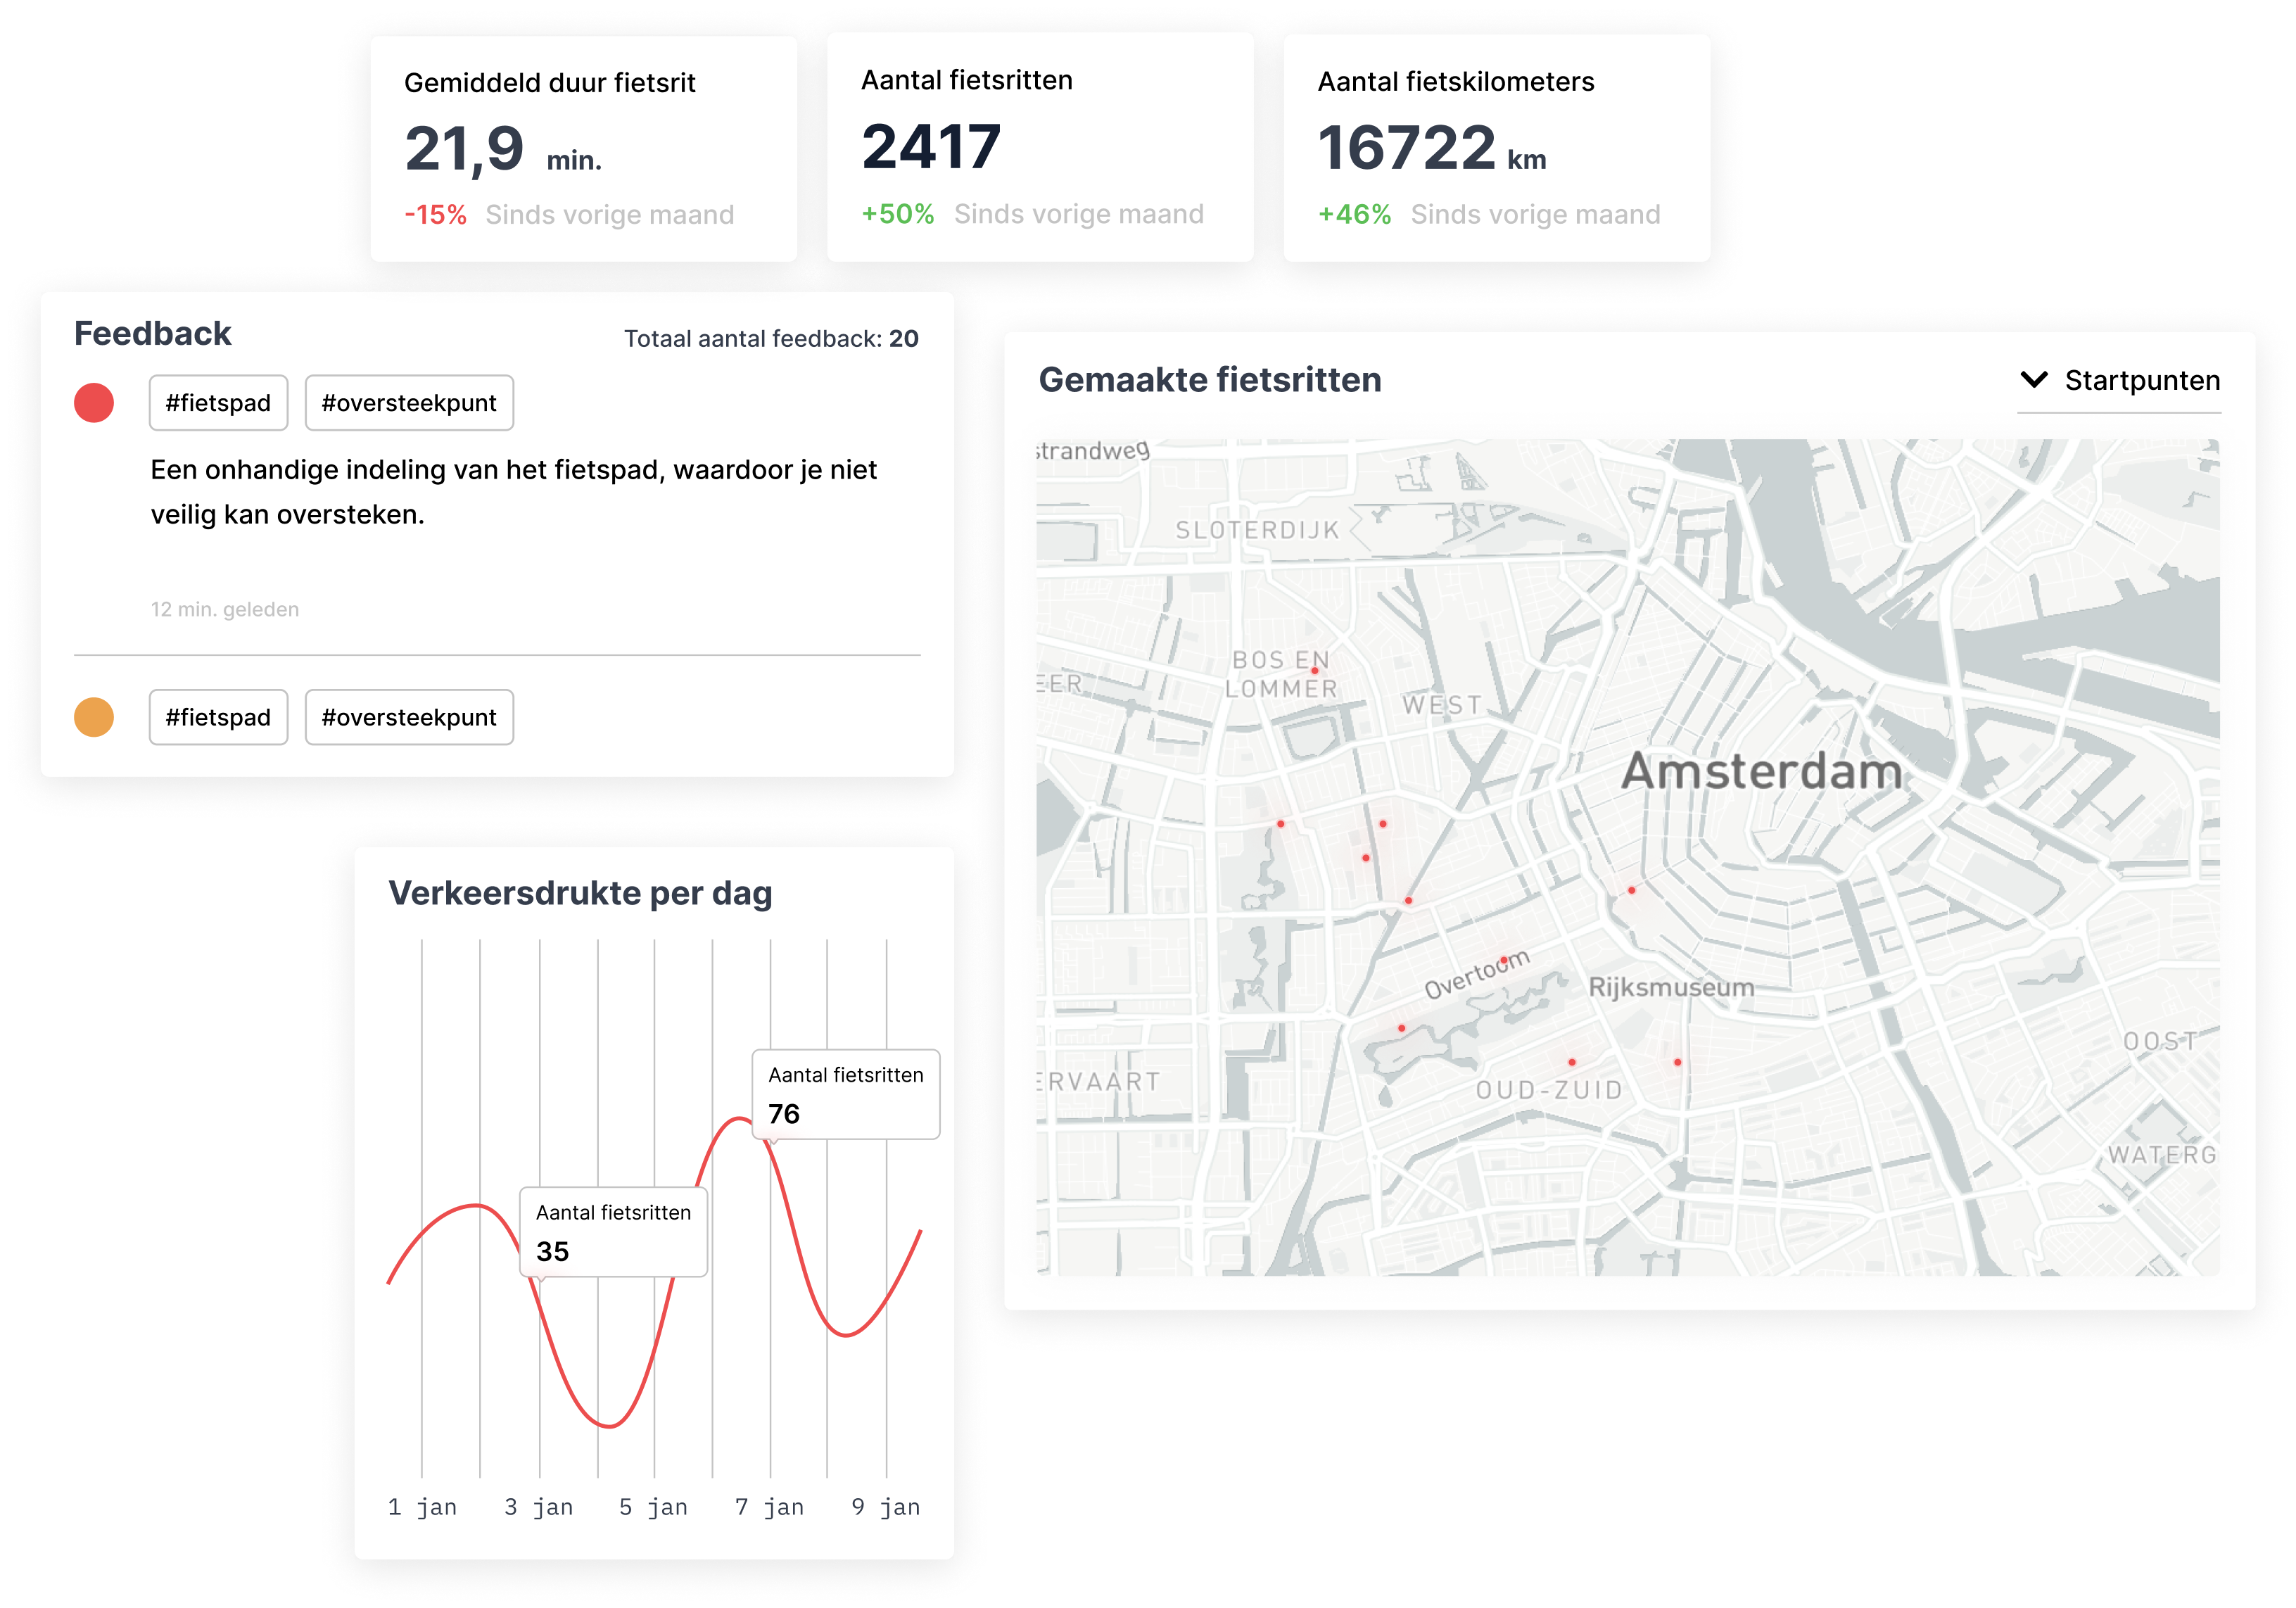 Gemiddeld duur fietsrit
21,9 min.
-15% Sinds vorige maand
Aantal fietsritten
2417
+50% Sinds vorige maand
Aantal fietskilometers
16722 km
+46% Sinds vorige maand
Feedback
Totaal aantal feedback: 20
#fietspad
#oversteekpunt
Een onhandige indeling van het fietspad, waardoor je niet
veilig kan oversteken.
12 min. geleden
#fietspad
#oversteekpunt
Verkeersdrukte per dag
Aantal fietsritten
76
Aantal fietsritten
35
1 jan
3 jan
5 jan
7 jan
9 jan
Gemaakte fietsritten
Startpunten
strandweg
SLOTERDIJK
BOS EN
LOMMER
EER
WEST
Amsterdam
Overtoom
Rijksmuseum
OOST
ERVAART
OUD-ZUID
WATERG